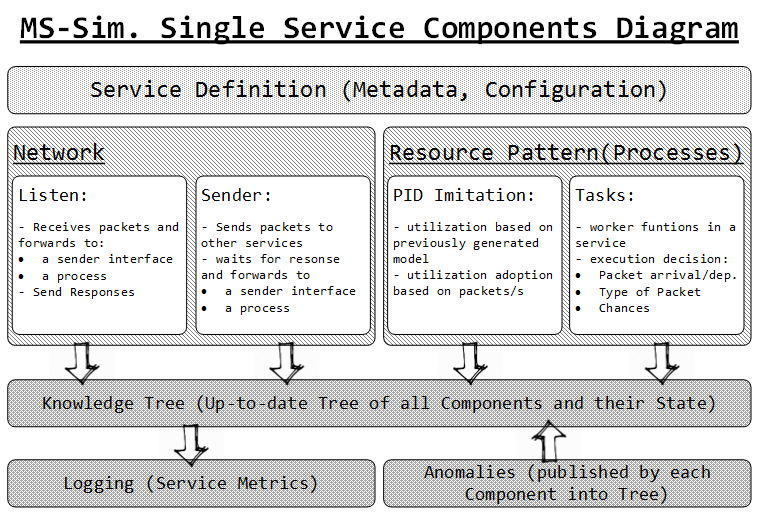 MS-Sim. Single Service Components Diagram
Service Definition (Metadata, Configuration)
Network
Listen:
- Receives packets and
forwards to:
• a sender interface
• a process
- Send Responses
Sender:
- Sends packets to
other services
- waits for resonse
and forwards to
• a sender interface
• a process
Resource Pattern(Processes)
PID Imitation:
- utilization based on
previously generated
model
- utilization adoption
based on packets/s
Tasks:
- worker funtions in a
service
- execution decision:
• Packet arrival/dep.
• Type of Packet
• Chances
Knowledge Tree (Up-to-date Tree of all Components and their State)
Logging (Service Metrics)
Anomalies (published by each
Component into Tree)